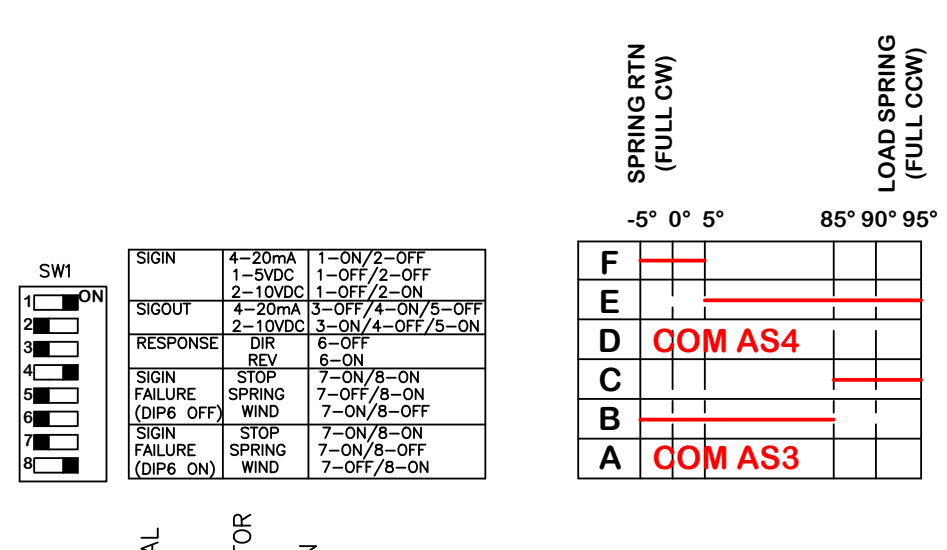 SPRING RTN
(FULL CW)
LOAD SPRING
(FULL CCW)
-5° 0° 5° 85° 90° 95°
SW1
ON
1
2
3
4
5
6
7
8
SIGIN 4-20mA 1-ON/2-OFF
1-5VDC 1-OFF/2-OFF
2-10VDC 1-OFF/2-ON
SIGOUT 4-20mA 3-OFF/4-ON/5-OFF
2-10VDC 3-ON/4-OFF/5-ON
RESPONSE DIR 6-OFF
REV 6-ON
SIGIN STOP 7-ON/8-ON
FAILURE SPRING 7-OFF/8-ON
(DIP6 OFF) WIND 7-ON/8-OFF
SIGIN STOP 7-ON/8-ON
FAILURE SPRING 7-ON/8-OFF
(DIP6 ON) WIND 7-OFF/8-ON
F
E
D COM AS4
C
B
A COM AS3
AL
TOR
N